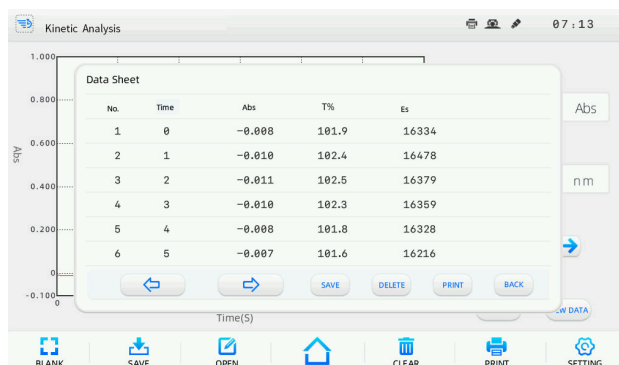 Kinetic Analysis 07:13
1.000
Data Sheet
0.800
No. Time Abs T% Es
Abs
1 0 -0.008 101.9 16334
0.600
2 1 -0.010 102.4 16478
Abs
3 2 -0.011 102.5 16379
nm
0.400
4 3 -0.010 102.3 16359
0.200
5 4 -0.008 101.8 16328
6 5 -0.007 101.6 16216
0
SAVE DELETE PRINT BACK
-0.100
0
Time(S)
DATA
BLANK SAVE OPEN CLEAR PRINT SETTING